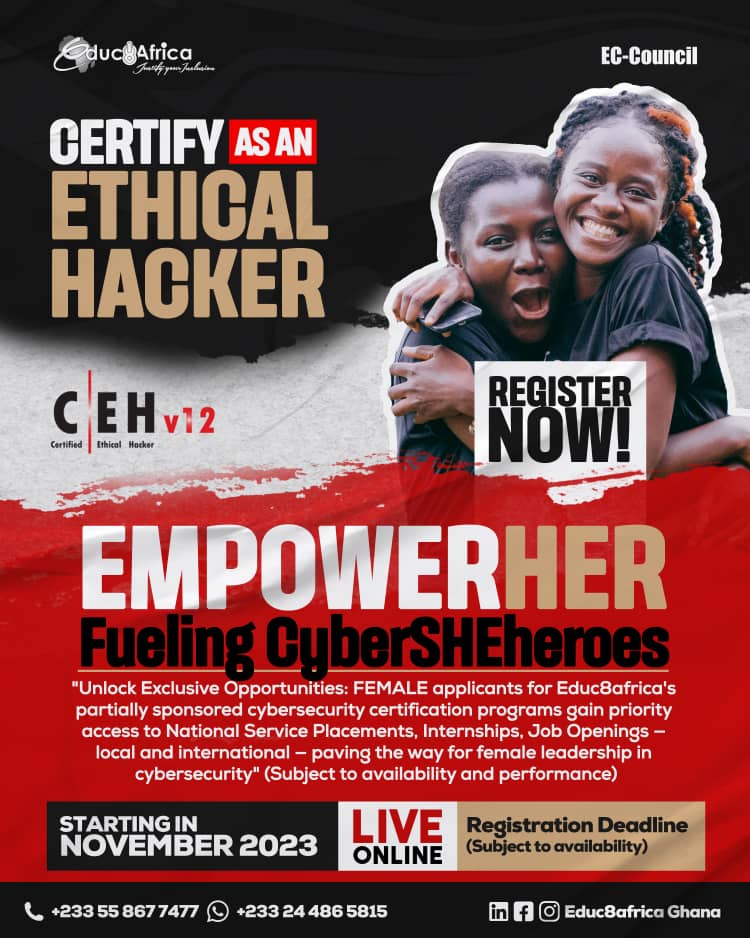 Educ8Africa
Justify your Inclusion
EC-Council
CERTIFY AS AN
ETHICAL
HACKER
CEH v12
Certified Ethical Hacker
REGISTER
NOW!
EMPOWERHER
Fueling CyberSHEheroes
"Unlock Exclusive Opportunities: FEMALE applicants for Educ8africa's
partially sponsored cybersecurity certification programs gain priority
access to National Service Placements, Internships, Job Openings –
local and international – paving the way for female leadership in
cybersecurity" (Subject to availability and performance)
STARTING IN
NOVEMBER 2023
LIVE
ONLINE
Registration Deadline
(Subject to availability)
+233 55 867 7477 +233 24 486 5815 Educ8africa Ghana